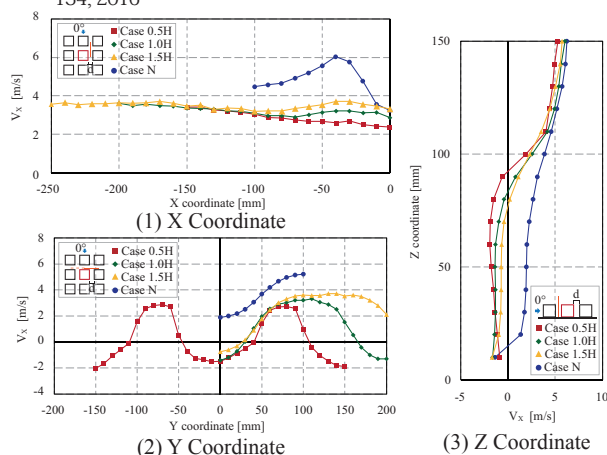 0°
d
Case 0.5H
Case 1.0H
Case 1.5H
Case N
8
6
4
2
0
V_X [m/s]
-250 -200 -150 -100 -50 0
X coordinate [mm]
(1) X Coordinate
0°
d
Case 0.5H
Case 1.0H
Case 1.5H
Case N
8
6
4
2
0
-2
-4
V_X [m/s]
-200 -150 -100 -50 0 50 100 150 200
Y coordinate [mm]
(2) Y Coordinate
150
100
50
0
Z coordinate [mm]
0°
d
Case 0.5H
Case 1.0H
Case 1.5H
Case N
-5 0 5 10
V_X [m/s]
(3) Z Coordinate